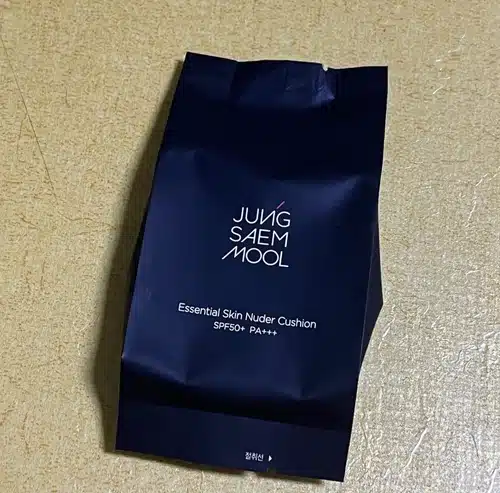 JUNG
SAEM
MOOL
Essential Skin Nuder Cushion
SPF50+ PA+++
절취선